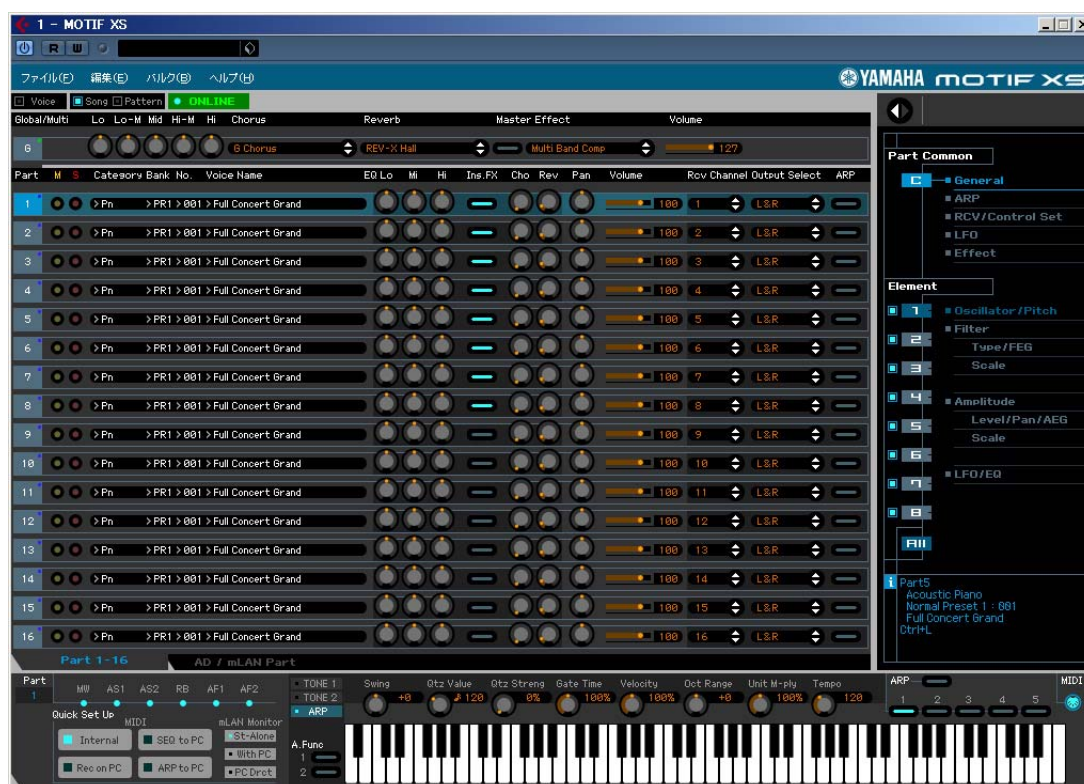 1 - MOTIF XS
R W
ファイル(F) 編集(E) バルク(B) ヘルプ(H) YAMAHA MOTIF XS
Voice Song Pattern ONLINE
Global/Multi Lo Lo-M Mid Hi-M Hi Chorus Reverb Master Effect Volume
G G Chorus REV-X Hall Multi Band Comp 127
Part M S Category Bank No. Voice Name EQ Lo Mi Hi Ins.FX Cho Rev Pan Volume Rcv Channel Output Select ARP
1 Pn PR1 001 Full Concert Grand 100 1 L&R
2 Pn PR1 001 Full Concert Grand 100 2 L&R
3 Pn PR1 001 Full Concert Grand 100 3 L&R
4 Pn PR1 001 Full Concert Grand 100 4 L&R
5 Pn PR1 001 Full Concert Grand 100 5 L&R
6 Pn PR1 001 Full Concert Grand 100 6 L&R
7 Pn PR1 001 Full Concert Grand 100 7 L&R
8 Pn PR1 001 Full Concert Grand 100 8 L&R
9 Pn PR1 001 Full Concert Grand 100 9 L&R
10 Pn PR1 001 Full Concert Grand 100 10 L&R
11 Pn PR1 001 Full Concert Grand 100 11 L&R
12 Pn PR1 001 Full Concert Grand 100 12 L&R
13 Pn PR1 001 Full Concert Grand 100 13 L&R
14 Pn PR1 001 Full Concert Grand 100 14 L&R
15 Pn PR1 001 Full Concert Grand 100 15 L&R
16 Pn PR1 001 Full Concert Grand 100 16 L&R
Part 1-16 AD / mLAN Part
Part Common
C General
ARP
RCV/Control Set
LFO
Effect
Element
1 Oscillator/Pitch
Filter
2 Type/FEG
3 Scale
4 Amplitude
5 Level/Pan/AEG
Scale
6
7 LFO/EQ
8
All
i Part5
Acoustic Piano
Normal Preset 1 : 001
Full Concert Grand
Ctrl+L
Part MW AS1 AS2 RB AF1 AF2
1
Quick Set Up MIDI mLAN Monitor
Internal SEQ to PC St-Alone
With PC
Rec on PC ARP to PC PC Drct
TONE 1
TONE 2
ARP
Swing Qtz Value Qtz Streng Gate Time Velocity Oct Range Unit M-ply Tempo
+0 120 0% 100% 100% +0 100% 120
A.Func
1
2
ARP MIDI
1 2 3 4 5